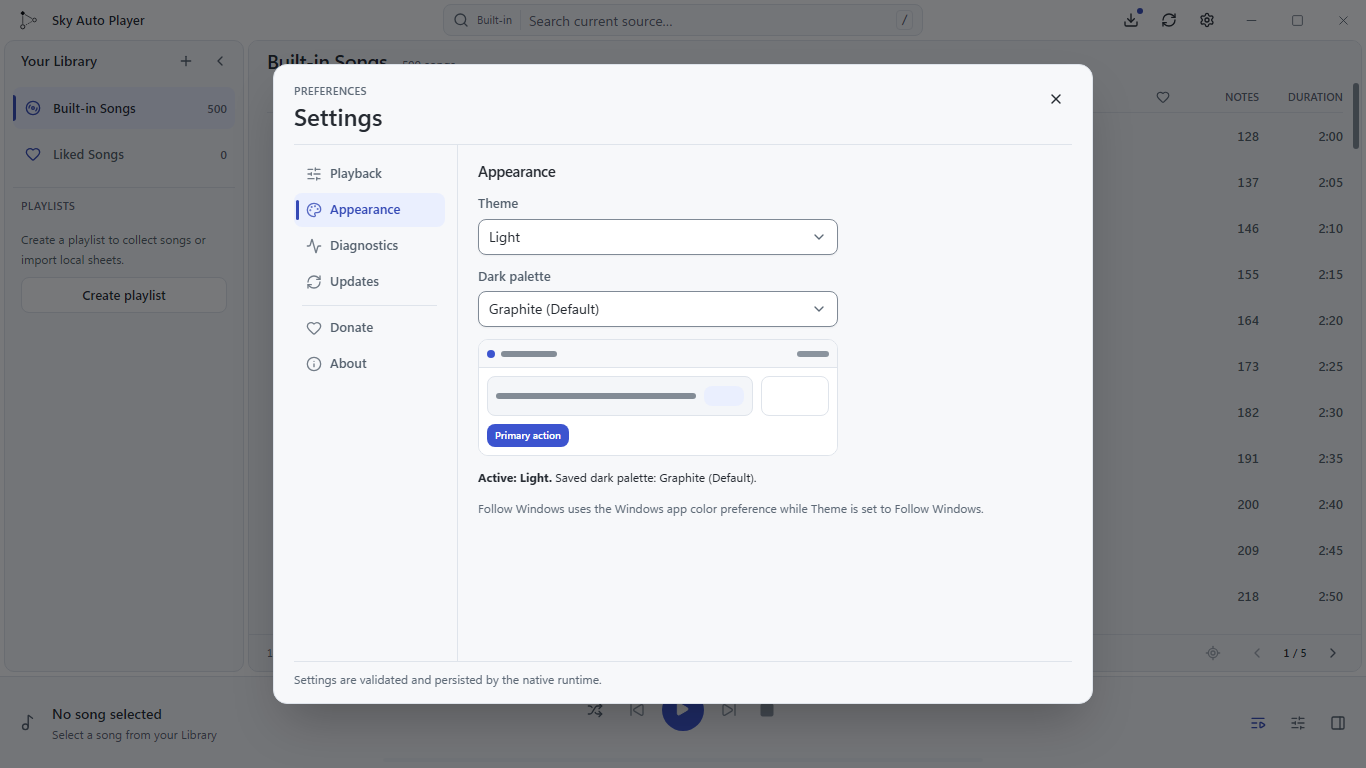 Sky Auto Player
Built-in
Search current source...
/
Your Library
Built-in Songs 500
Liked Songs 0
PLAYLISTS
Create a playlist to collect songs or
import local sheets.
Create playlist
Built-in Songs 500 songs
NOTES DURATION
128 2:00
137 2:05
146 2:10
155 2:15
164 2:20
173 2:25
182 2:30
191 2:35
200 2:40
209 2:45
218 2:50
1 / 5
PREFERENCES
Settings
Playback
Appearance
Diagnostics
Updates
Donate
About
Appearance
Theme
Light
Dark palette
Graphite (Default)
Primary action
Active: Light. Saved dark palette: Graphite (Default).
Follow Windows uses the Windows app color preference while Theme is set to Follow Windows.
Settings are validated and persisted by the native runtime.
No song selected
Select a song from your Library